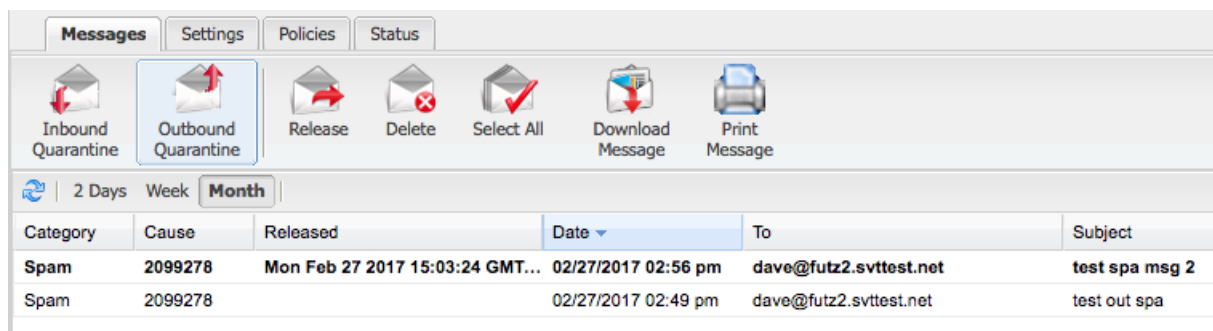 Messages Settings Policies Status
Inbound Quarantine Outbound Quarantine Release Delete Select All Download Message Print Message
2 Days Week Month
Category Cause Released Date To Subject
Spam 2099278 Mon Feb 27 2017 15:03:24 GMT... 02/27/2017 02:56 pm dave@futz2.svttest.net test spa msg 2
Spam 2099278 02/27/2017 02:49 pm dave@futz2.svttest.net test out spa